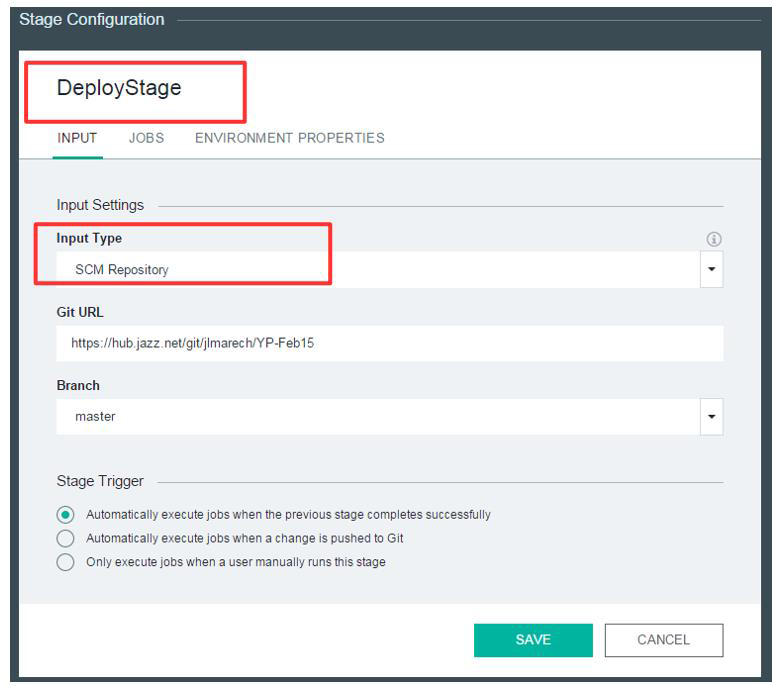 Stage Configuration
DeployStage
INPUT JOBS ENVIRONMENT PROPERTIES
Input Settings
Input Type
SCM Repository
Git URL
https://hub.jazz.net/git/jlmarech/YP-Feb15
Branch
master
Stage Trigger
Automatically execute jobs when the previous stage completes successfully
Automatically execute jobs when a change is pushed to Git
Only execute jobs when a user manually runs this stage
SAVE CANCEL